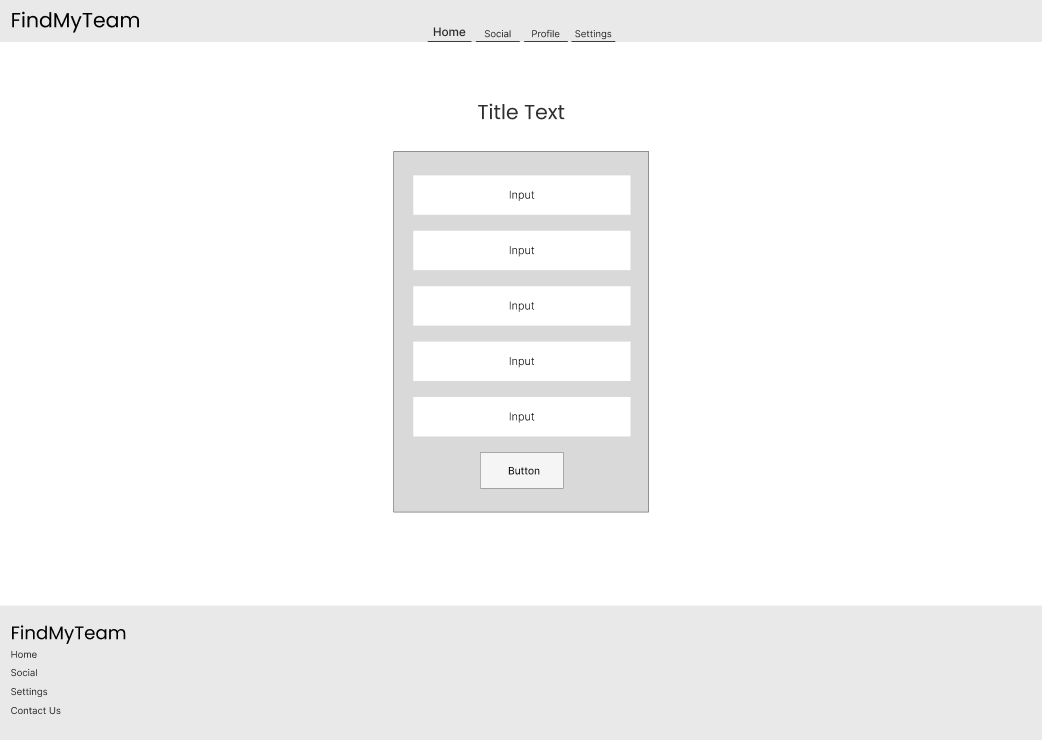 FindMyTeam
Home Social Profile Settings
Title Text
Input
Input
Input
Input
Input
Button
FindMyTeam
Home
Social
Settings
Contact Us